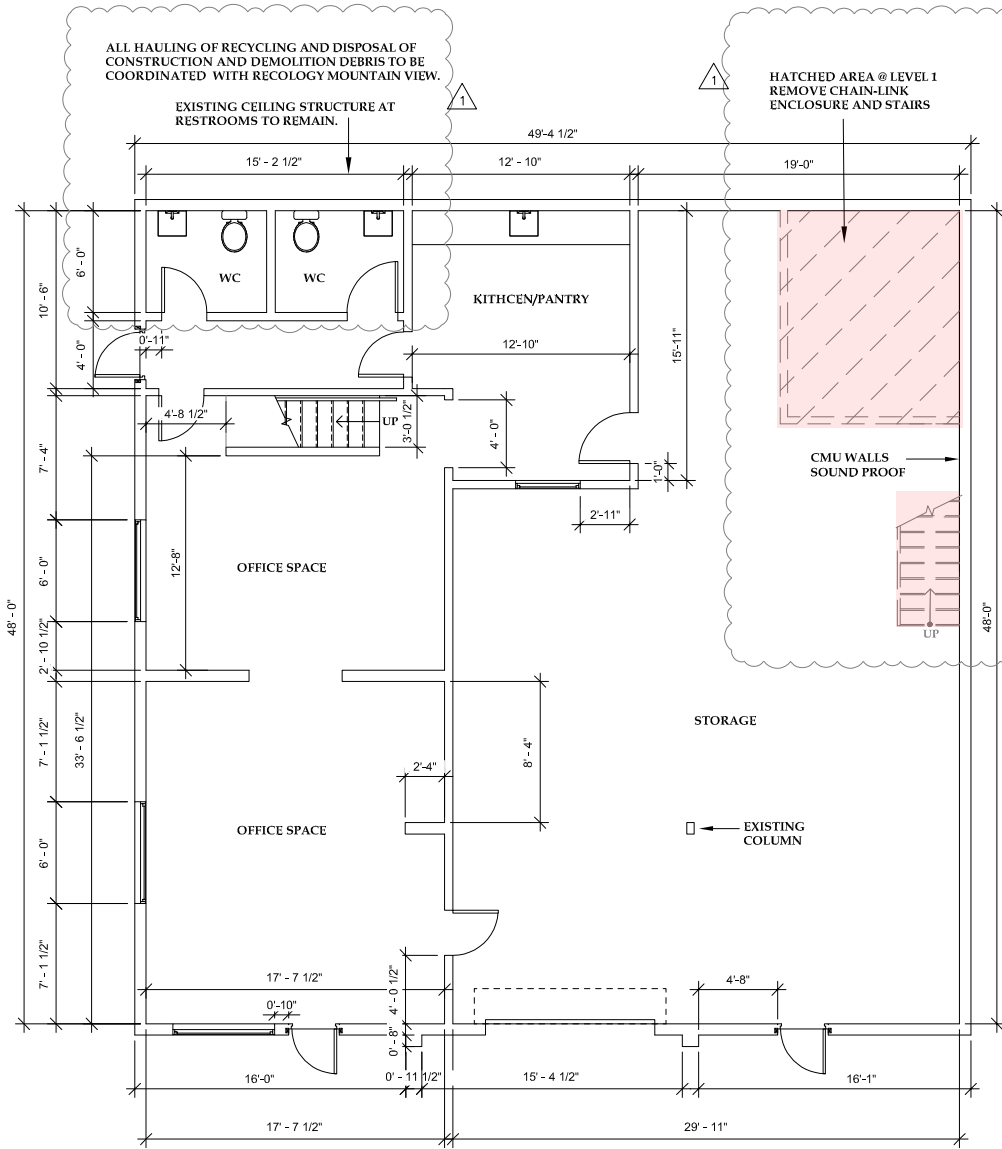 ALL HAULING OF RECYCLING AND DISPOSAL OF
CONSTRUCTION AND DEMOLITION DEBRIS TO BE
COORDINATED WITH RECOLOGY MOUNTAIN VIEW.
EXISTING CEILING STRUCTURE AT
RESTROOMS TO REMAIN.
1
1
HATCHED AREA @ LEVEL 1
REMOVE CHAIN-LINK
ENCLOSURE AND STAIRS
49'-4 1/2"
15' - 2 1/2"
12' - 10"
19'-0"
6' - 0"
10' - 6"
WC
WC
KITHCEN/PANTRY
4' - 0"
0'-11"
12'-10"
15'-11"
4'-8 1/2"
UP
3'-0 1/2"
4' - 0"
1'-0"
7' - 4"
CMU WALLS
SOUND PROOF
2'-11"
OFFICE SPACE
12'-8"
6' - 0"
48' - 0"
48'-0"
UP
2' - 10 1/2"
7' - 1 1/2"
33' - 6 1/2"
STORAGE
8' - 4"
2'-4"
OFFICE SPACE
EXISTING
COLUMN
6' - 0"
7' - 1 1/2"
17' - 7 1/2"
4' - 0 1/2"
4'-8"
0'-10"
0' - 8"
16'-0"
0' - 11 1/2"
15' - 4 1/2"
16'-1"
17' - 7 1/2"
29' - 11"